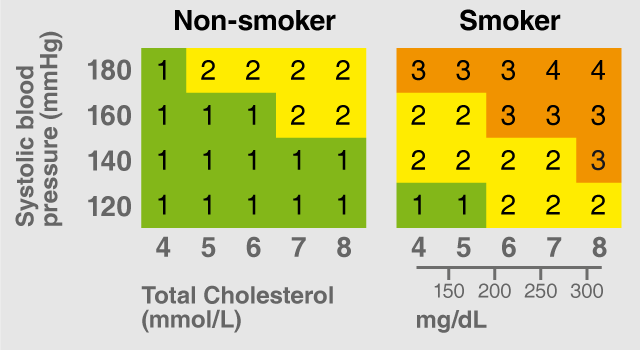 Non-smoker Smoker
Systolic blood
pressure (mmHg)
180 1 2 2 2 2 3 3 3 4 4
160 1 1 1 2 2 2 2 3 3 3
140 1 1 1 1 1 2 2 2 2 3
120 1 1 1 1 1 1 1 2 2 2
4 5 6 7 8 4 5 6 7 8
150 200 250 300
Total Cholesterol
(mmol/L) mg/dL